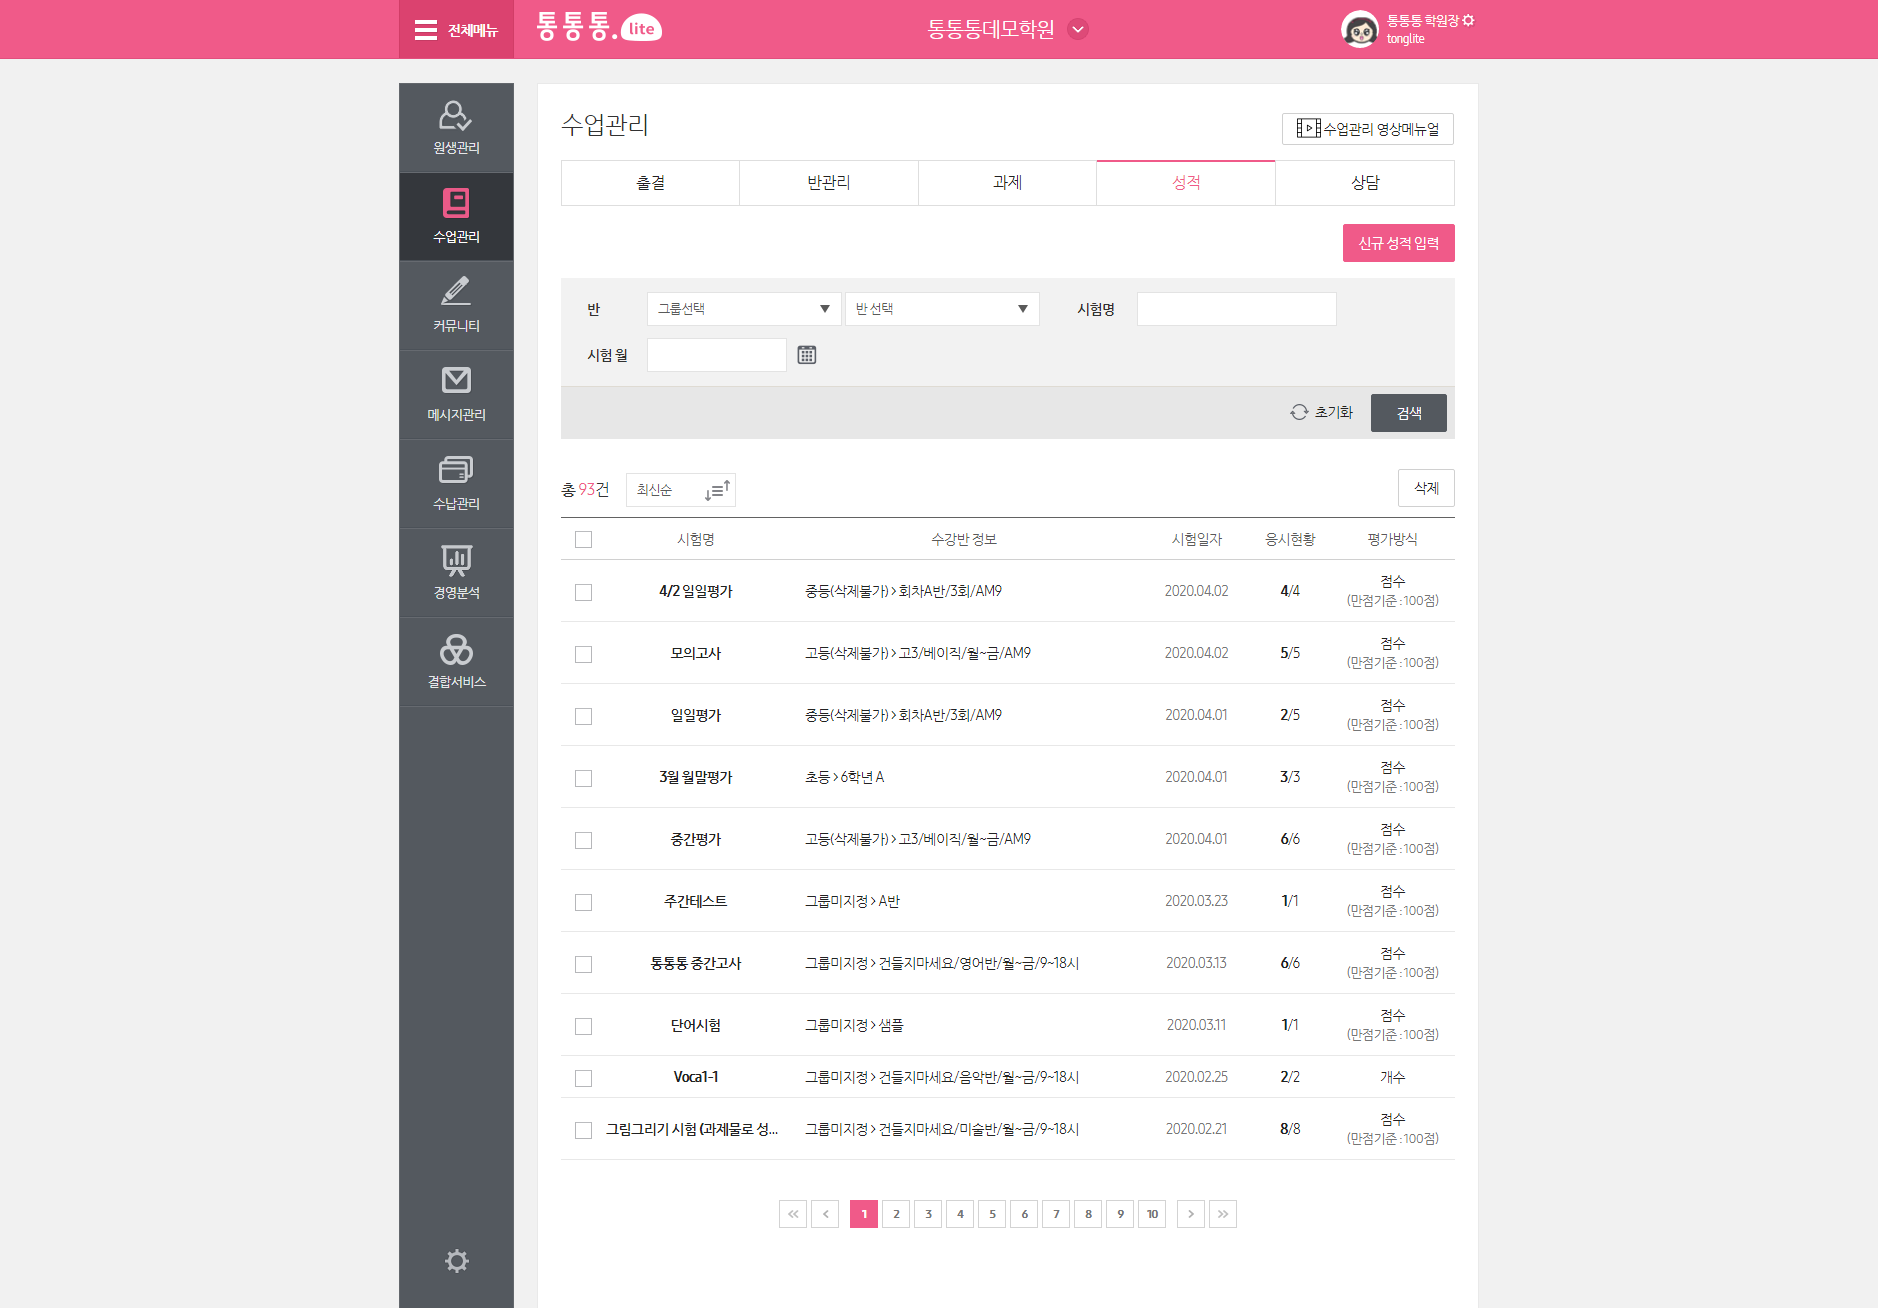 전체메뉴
통통통. lite
통통통데모학원
통통통 학원장
tonglite
원생관리
수업관리
커뮤니티
메시지관리
수납관리
경영분석
결합서비스
수업관리
수업관리 영상메뉴얼
출결 반관리 과제 성적 상담
신규 성적 입력
반 그룹선택 반 선택 시험명
시험 월
초기화 검색
총 93건 최신순 삭제
시험명 수강반 정보 시험일자 응시현황 평가방식
4/2 일일평가 중등(삭제불가) > 회차A반/3회/AM9 2020.04.02 4/4 점수
(만점기준 : 100점)
모의고사 고등(삭제불가) > 고3/베이직/월~금/AM9 2020.04.02 5/5 점수
(만점기준 : 100점)
일일평가 중등(삭제불가) > 회차A반/3회/AM9 2020.04.01 2/5 점수
(만점기준 : 100점)
3월 월말평가 초등 > 6학년 A 2020.04.01 3/3 점수
(만점기준 : 100점)
중간평가 고등(삭제불가) > 고3/베이직/월~금/AM9 2020.04.01 6/6 점수
(만점기준 : 100점)
주간테스트 그룹미지정 > A반 2020.03.23 1/1 점수
(만점기준 : 100점)
통통통 중간고사 그룹미지정 > 건들지마세요/영어반/월~금/9~18시 2020.03.13 6/6 점수
(만점기준 : 100점)
단어시험 그룹미지정 > 샘플 2020.03.11 1/1 점수
(만점기준 : 100점)
Voca1-1 그룹미지정 > 건들지마세요/음악반/월~금/9~18시 2020.02.25 2/2 개수
그림그리기 시험 (과제물로 성... 그룹미지정 > 건들지마세요/미술반/월~금/9~18시 2020.02.21 8/8 점수
(만점기준 : 100점)
« < 1 2 3 4 5 6 7 8 9 10 > »